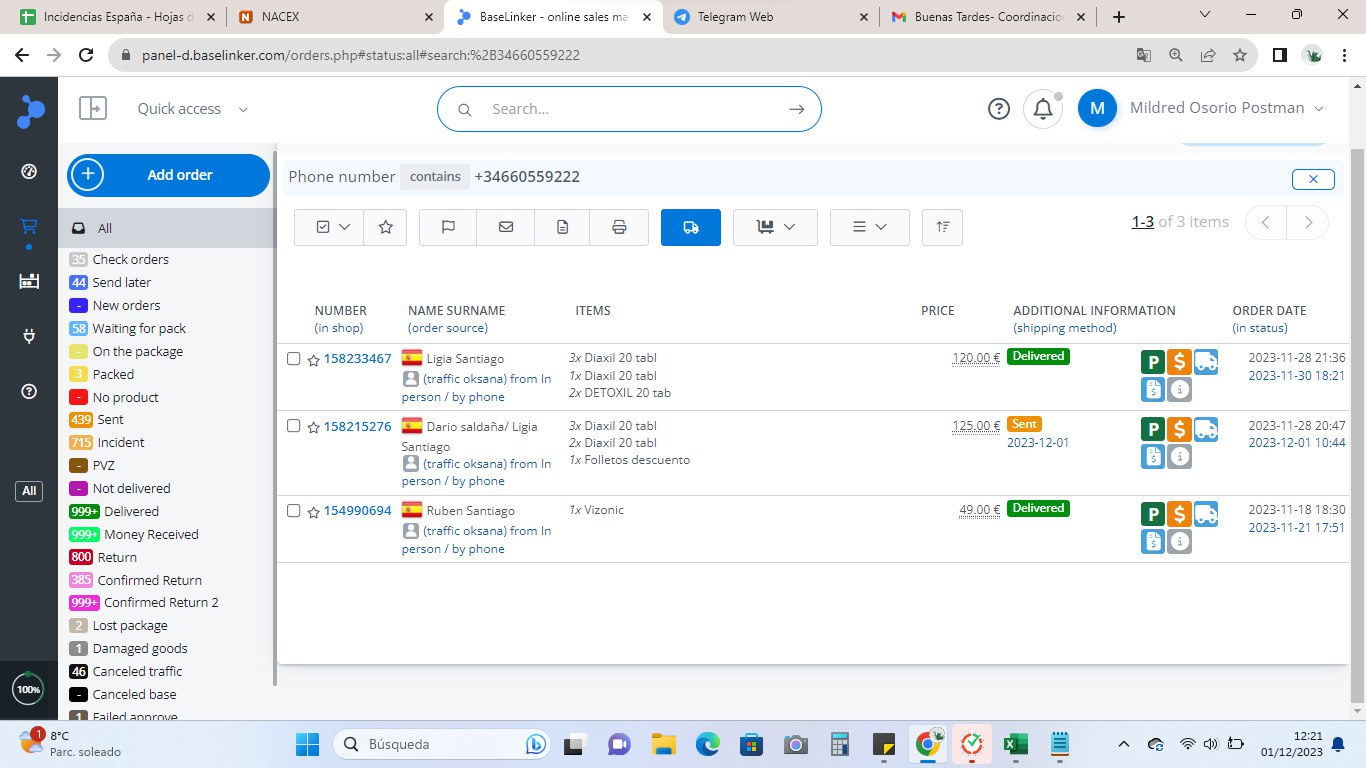 Incidencias España - Hojas d
NACEX
BaseLinker - online sales ma
Telegram Web
Buenas Tardes- Coordinacio
panel-d.baselinker.com/orders.php#status:all#search:%2B34660559222
Quick access
Search...
M
Mildred Osorio Postman
Add order
Phone number contains +34660559222
All
1-3 of 3 items
35 Check orders
44 Send later
- New orders
58 Waiting for pack
- On the package
3 Packed
- No product
439 Sent
715 Incident
- PVZ
- Not delivered
999+ Delivered
999+ Money Received
800 Return
385 Confirmed Return
999+ Confirmed Return 2
2 Lost package
1 Damaged goods
46 Canceled traffic
- Canceled base
1 Failed approve
All
100%
NUMBER
(in shop)
NAME SURNAME
(order source)
ITEMS
PRICE
ADDITIONAL INFORMATION
(shipping method)
ORDER DATE
(in status)
158233467
Ligia Santiago
(traffic oksana) from In
person / by phone
3x Diaxil 20 tabl
1x Diaxil 20 tabl
2x DETOXIL 20 tab
120.00 €
Delivered
P $
2023-11-28 21:36
2023-11-30 18:21
158215276
Dario saldaña/ Ligia
Santiago
(traffic oksana) from In
person / by phone
3x Diaxil 20 tabl
2x Diaxil 20 tabl
1x Folletos descuento
125.00 €
Sent
2023-12-01
P $
2023-11-28 20:47
2023-12-01 10:44
154990694
Ruben Santiago
(traffic oksana) from In
person / by phone
1x Vizonic
49.00 €
Delivered
P $
2023-11-18 18:30
2023-11-21 17:51
1
8°C
Parc. soleado
Búsqueda
12:21
01/12/2023